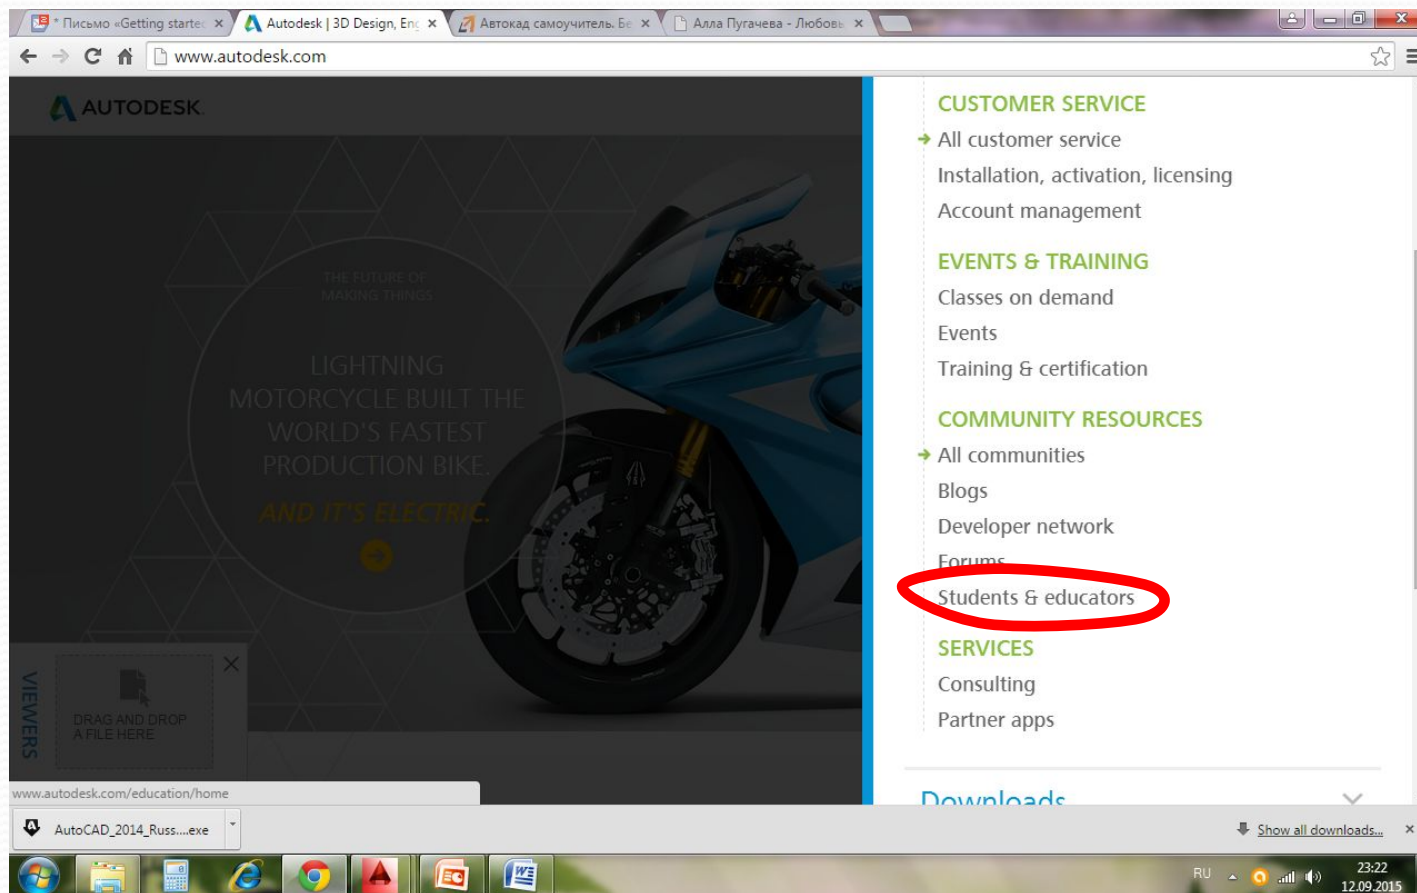 * Письмо «Getting started
Autodesk | 3D Design, Eng
Автокад самоучитель. Бе
Алла Пугачева - Любовь
www.autodesk.com
AUTODESK.
THE FUTURE OF
MAKING THINGS
LIGHTNING
MOTORCYCLE BUILT THE
WORLD'S FASTEST
PRODUCTION BIKE.
AND IT'S ELECTRIC.
VIEWERS
DRAG AND DROP
A FILE HERE
CUSTOMER SERVICE
All customer service
Installation, activation, licensing
Account management
EVENTS & TRAINING
Classes on demand
Events
Training & certification
COMMUNITY RESOURCES
All communities
Blogs
Developer network
Forums
Students & educators
SERVICES
Consulting
Partner apps
Downloads
www.autodesk.com/education/home
AutoCAD_2014_Russ....exe
Show all downloads...
RU
23:22
12.09.2015